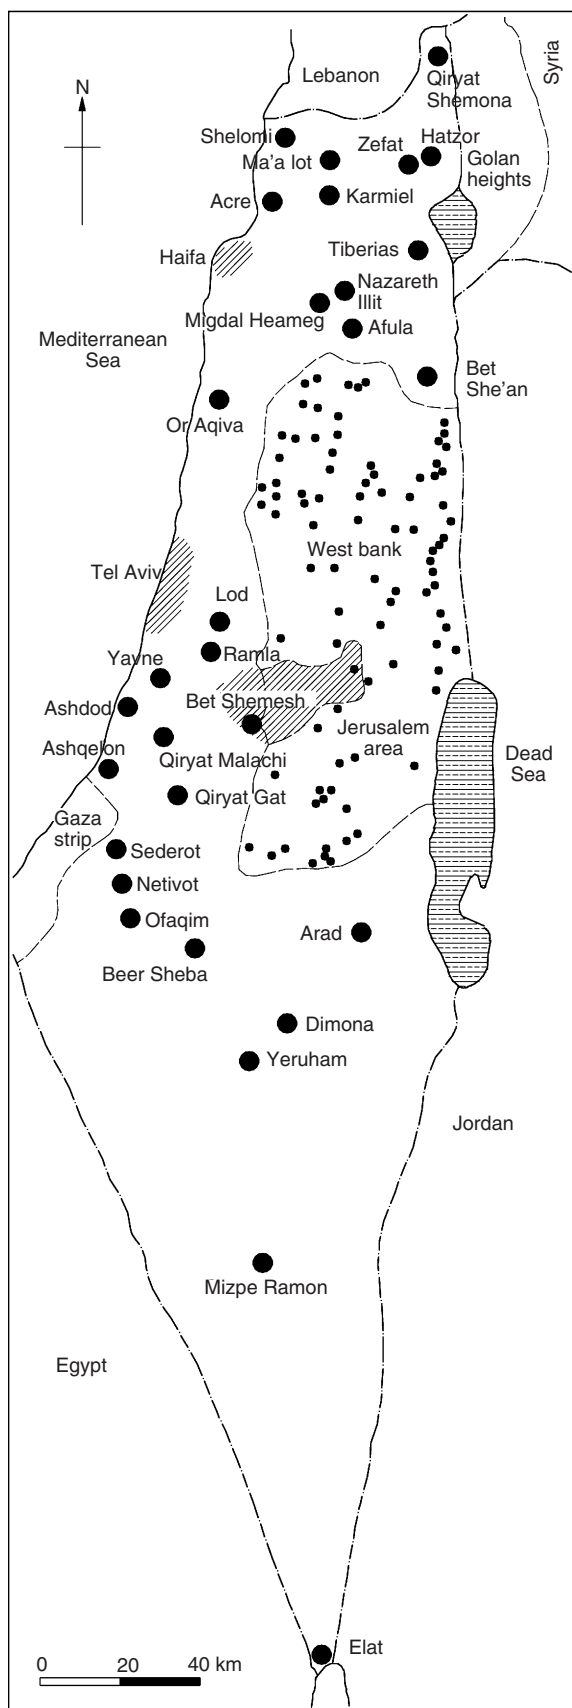 Syria
Lebanon
Qiryat
Shemona
N
Shelomi
Hatzor
Zefat
Ma'a lot
Golan
heights
Acre
Karmiel
Tiberias
Haifa
Nazareth
Illit
Migdal Heameg
Afula
Mediterranean
Sea
Bet
She'an
Or Aqiva
West bank
Tel Aviv
Lod
Ramla
Yavne
Bet Shemesh
Ashdod
Jerusalem
area
Ashqelon
Qiryat Malachi
Dead
Sea
Qiryat Gat
Gaza
strip
Sederot
Netivot
Ofaqim
Arad
Beer Sheba
Dimona
Yeruham
Jordan
Mizpe Ramon
Egypt
Elat
0 20 40 km